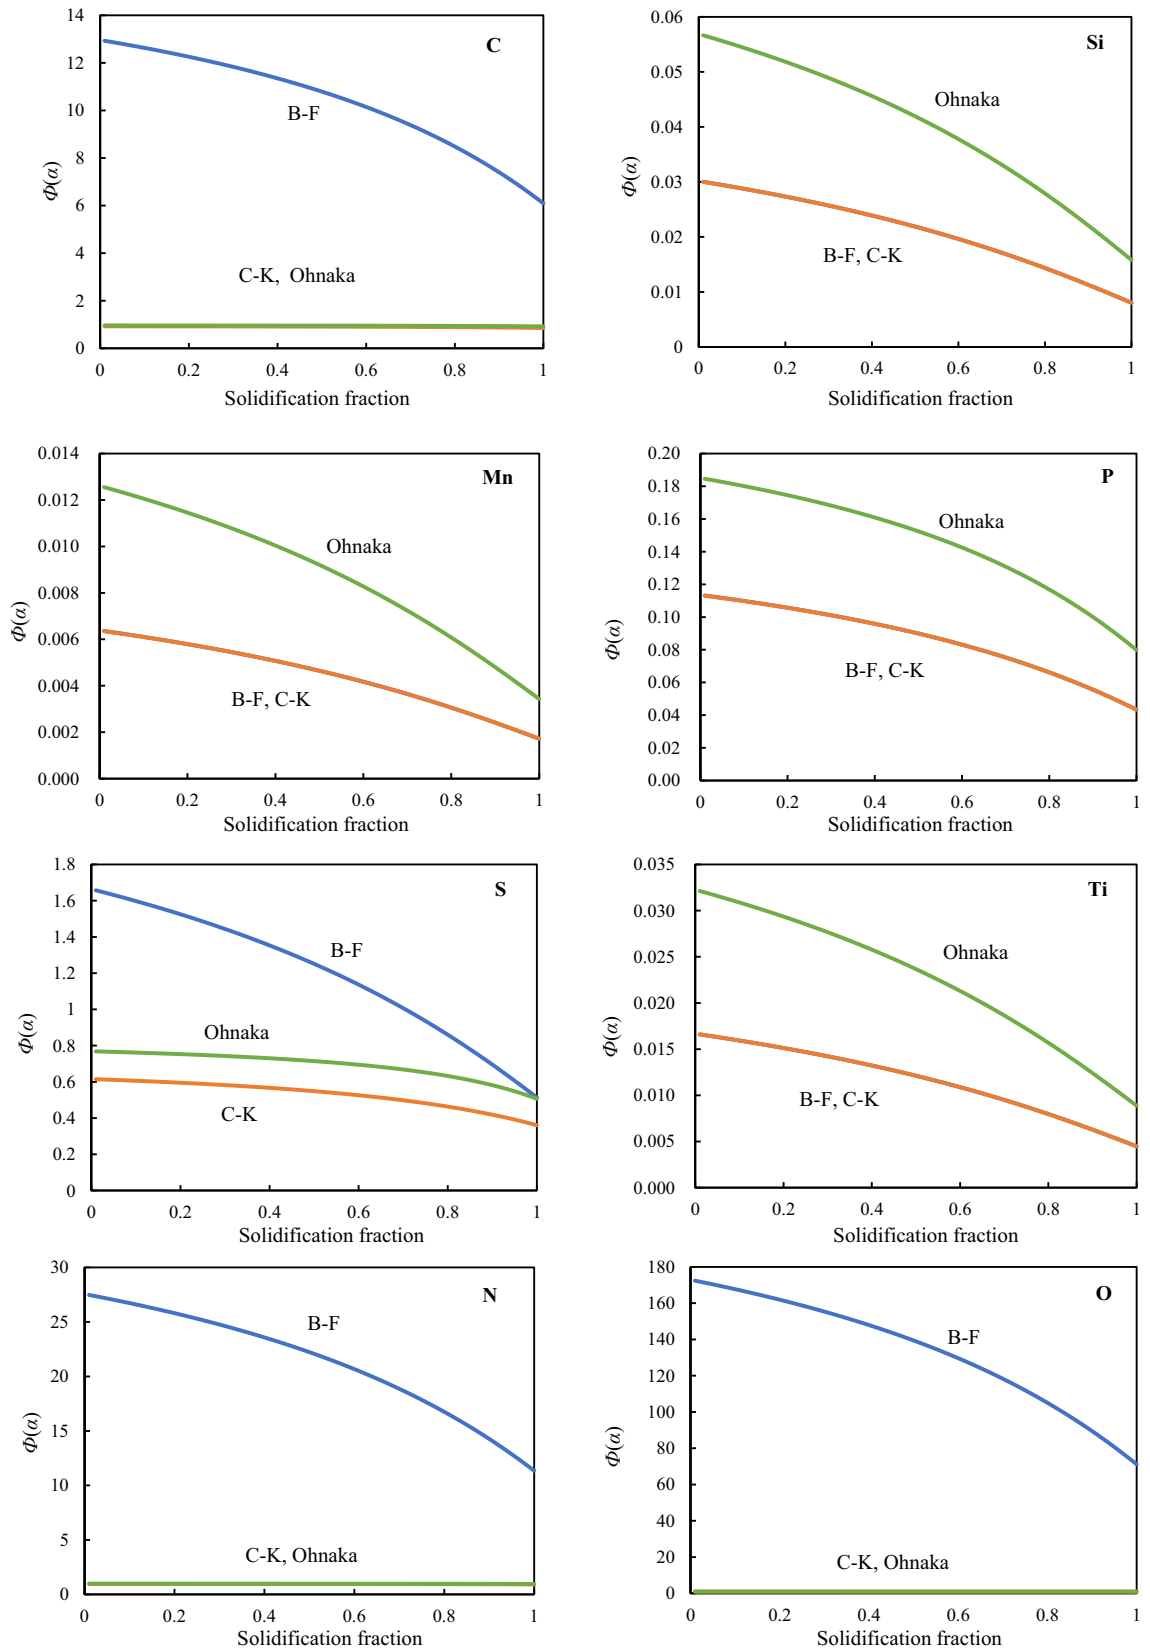 C
14
12
10
8
6
4
2
0
Φ(α)
B-F
C-K, Ohnaka
0 0.2 0.4 0.6 0.8 1
Solidification fraction
Si
0.06
0.05
0.04
0.03
0.02
0.01
0
Φ(α)
Ohnaka
B-F, C-K
0 0.2 0.4 0.6 0.8 1
Solidification fraction
Mn
0.014
0.012
0.010
0.008
0.006
0.004
0.002
0.000
Φ(α)
Ohnaka
B-F, C-K
0 0.2 0.4 0.6 0.8 1
Solidification fraction
P
0.20
0.18
0.16
0.14
0.12
0.10
0.08
0.06
0.04
0.02
0.00
Φ(α)
Ohnaka
B-F, C-K
0 0.2 0.4 0.6 0.8 1
Solidification fraction
S
1.8
1.6
1.4
1.2
1
0.8
0.6
0.4
0.2
0
Φ(α)
B-F
Ohnaka
C-K
0 0.2 0.4 0.6 0.8 1
Solidification fraction
Ti
0.035
0.030
0.025
0.020
0.015
0.010
0.005
0.000
Φ(α)
Ohnaka
B-F, C-K
0 0.2 0.4 0.6 0.8 1
Solidification fraction
N
30
25
20
15
10
5
0
Φ(α)
B-F
C-K, Ohnaka
0 0.2 0.4 0.6 0.8 1
Solidification fraction
O
180
160
140
120
100
80
60
40
20
0
Φ(α)
B-F
C-K, Ohnaka
0 0.2 0.4 0.6 0.8 1
Solidification fraction